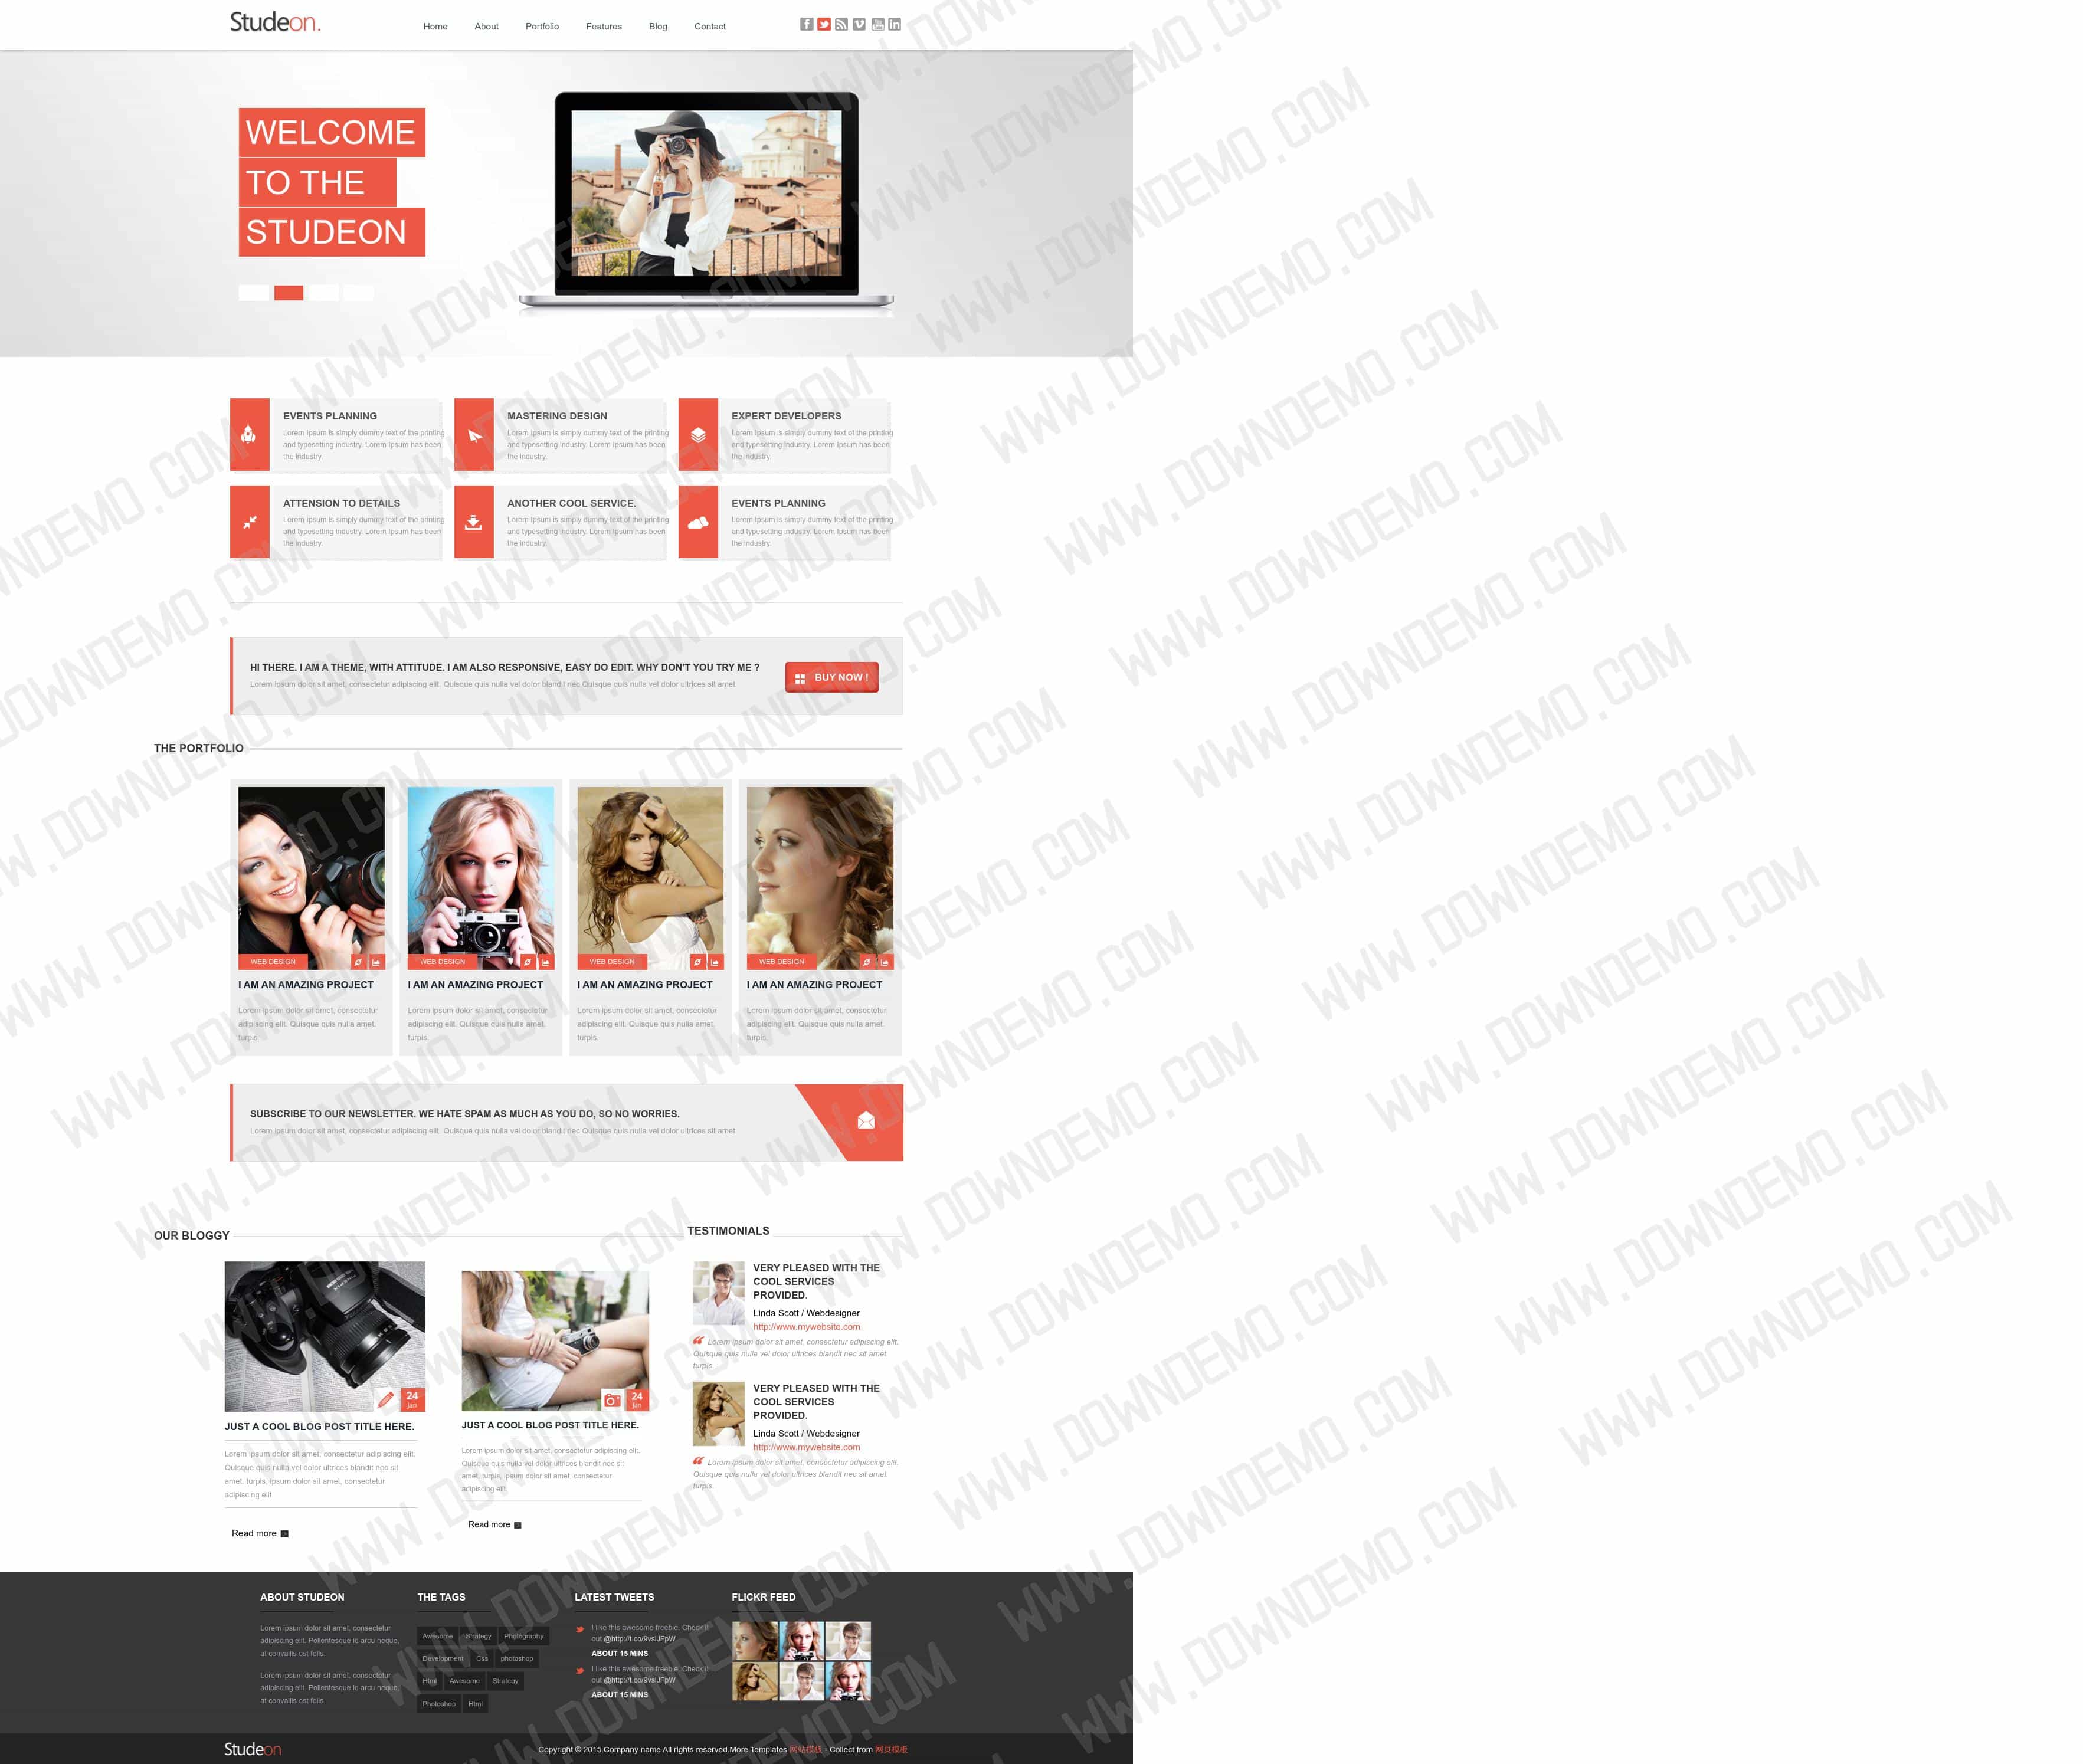 Studeon.
Home About Portfolio Features Blog Contact
WELCOME
TO THE
STUDEON
EVENTS PLANNING
Lorem Ipsum is simply dummy text of the printing
and typesetting industry. Lorem Ipsum has been
the industry.
MASTERING DESIGN
Lorem Ipsum is simply dummy text of the printing
and typesetting industry. Lorem Ipsum has been
the industry.
EXPERT DEVELOPERS
Lorem Ipsum is simply dummy text of the printing
and typesetting industry. Lorem Ipsum has been
the industry.
ATTENSION TO DETAILS
Lorem Ipsum is simply dummy text of the printing
and typesetting industry. Lorem Ipsum has been
the industry.
ANOTHER COOL SERVICE.
Lorem Ipsum is simply dummy text of the printing
and typesetting industry. Lorem Ipsum has been
the industry.
EVENTS PLANNING
Lorem Ipsum is simply dummy text of the printing
and typesetting industry. Lorem Ipsum has been
the industry.
HI THERE. I AM A THEME, WITH ATTITUDE. I AM ALSO RESPONSIVE, EASY DO EDIT. WHY DON'T YOU TRY ME ?
Lorem ipsum dolor sit amet, consectetur adipiscing elit. Quisque quis nulla vel dolor blandit nec Quisque quis nulla vel dolor ultrices sit amet.
BUY NOW !
THE PORTFOLIO
WEB DESIGN
I AM AN AMAZING PROJECT
Lorem ipsum dolor sit amet, consectetur
adipiscing elit. Quisque quis nulla amet.
turpis.
WEB DESIGN
I AM AN AMAZING PROJECT
Lorem ipsum dolor sit amet, consectetur
adipiscing elit. Quisque quis nulla amet.
turpis.
WEB DESIGN
I AM AN AMAZING PROJECT
Lorem ipsum dolor sit amet, consectetur
adipiscing elit. Quisque quis nulla amet.
turpis.
WEB DESIGN
I AM AN AMAZING PROJECT
Lorem ipsum dolor sit amet, consectetur
adipiscing elit. Quisque quis nulla amet.
turpis.
SUBSCRIBE TO OUR NEWSLETTER. WE HATE SPAM AS MUCH AS YOU DO, SO NO WORRIES.
Lorem ipsum dolor sit amet, consectetur adipiscing elit. Quisque quis nulla vel dolor blandit nec Quisque quis nulla vel dolor ultrices sit amet.
OUR BLOGGY
24
Jan
JUST A COOL BLOG POST TITLE HERE.
Lorem ipsum dolor sit amet, consectetur adipiscing elit.
Quisque quis nulla vel dolor ultrices blandit nec sit
amet. turpis, ipsum dolor sit amet, consectetur
adipiscing elit.
Read more
24
Jan
JUST A COOL BLOG POST TITLE HERE.
Lorem ipsum dolor sit amet, consectetur adipiscing elit.
Quisque quis nulla vel dolor ultrices blandit nec sit
amet. turpis, ipsum dolor sit amet, consectetur
adipiscing elit.
Read more
TESTIMONIALS
VERY PLEASED WITH THE
COOL SERVICES
PROVIDED.
Linda Scott / Webdesigner
http://www.mywebsite.com
Lorem ipsum dolor sit amet, consectetur adipiscing elit.
Quisque quis nulla vel dolor ultrices blandit nec sit amet.
turpis.
VERY PLEASED WITH THE
COOL SERVICES
PROVIDED.
Linda Scott / Webdesigner
http://www.mywebsite.com
Lorem ipsum dolor sit amet, consectetur adipiscing elit.
Quisque quis nulla vel dolor ultrices blandit nec sit amet.
turpis.
ABOUT STUDEON
Lorem ipsum dolor sit amet, consectetur
adipiscing elit. Pellentesque id arcu neque,
at convallis est felis.
Lorem ipsum dolor sit amet, consectetur
adipiscing elit. Pellentesque id arcu neque,
at convallis est felis.
THE TAGS
Awesome Strategy Photography
Development Css photoshop
Html Awesome Strategy
Photoshop Html
LATEST TWEETS
I like this awesome freebie. Check it
out @http://t.co/9vsIJFpW
ABOUT 15 MINS
I like this awesome freebie. Check it
out @http://t.co/9vsIJFpW
ABOUT 15 MINS
FLICKR FEED
Studeon
Copyright © 2015.Company name All rights reserved.More Templates 网站模板 - Collect from 网页模板
WWW.DOWNDEMO.COM